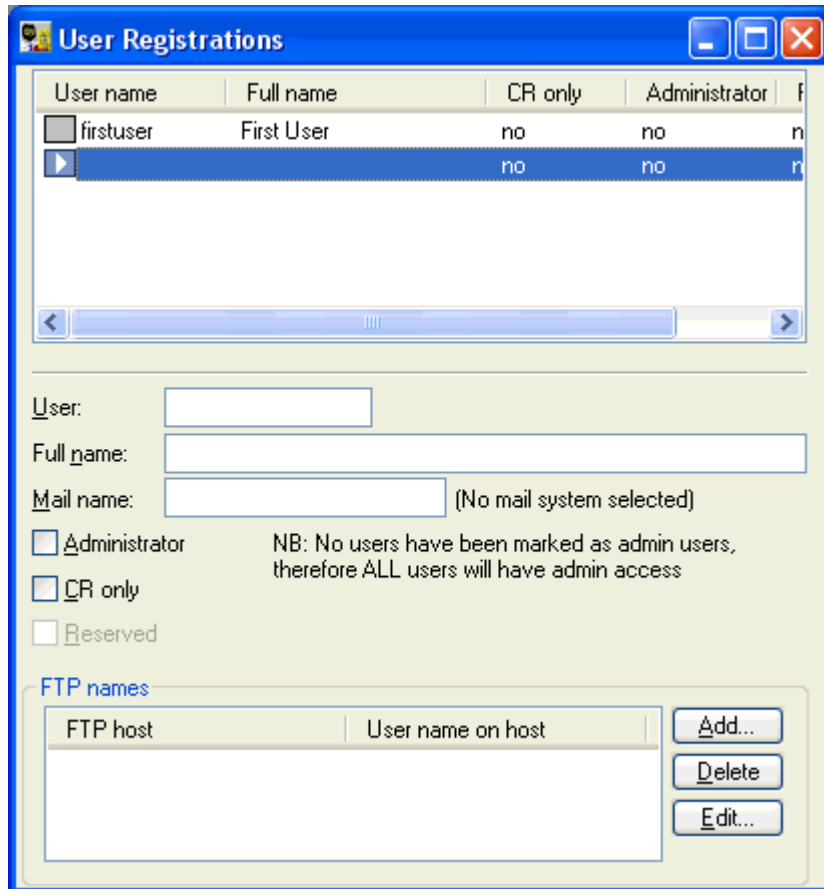 User Registrations
User name Full name CR only Administrator
firstuser First User no no n
no no n
User:
Full name:
Mail name: (No mail system selected)
Administrator NB: No users have been marked as admin users,
therefore ALL users will have admin access
CR only
Reserved
FTP names
FTP host User name on host Add...
Delete
Edit...